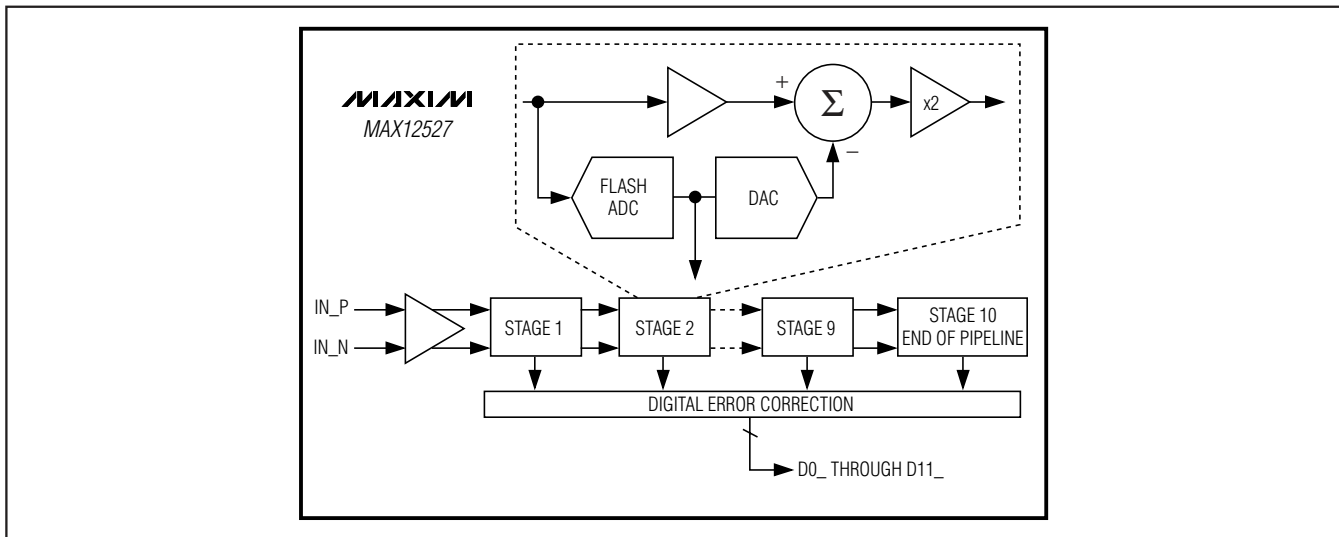 MAXIM
MAX12527
+
Σ
−
x2
FLASH
ADC
DAC
IN_P
IN_N
STAGE 1
STAGE 2
STAGE 9
STAGE 10
END OF PIPELINE
DIGITAL ERROR CORRECTION
D0_ THROUGH D11_